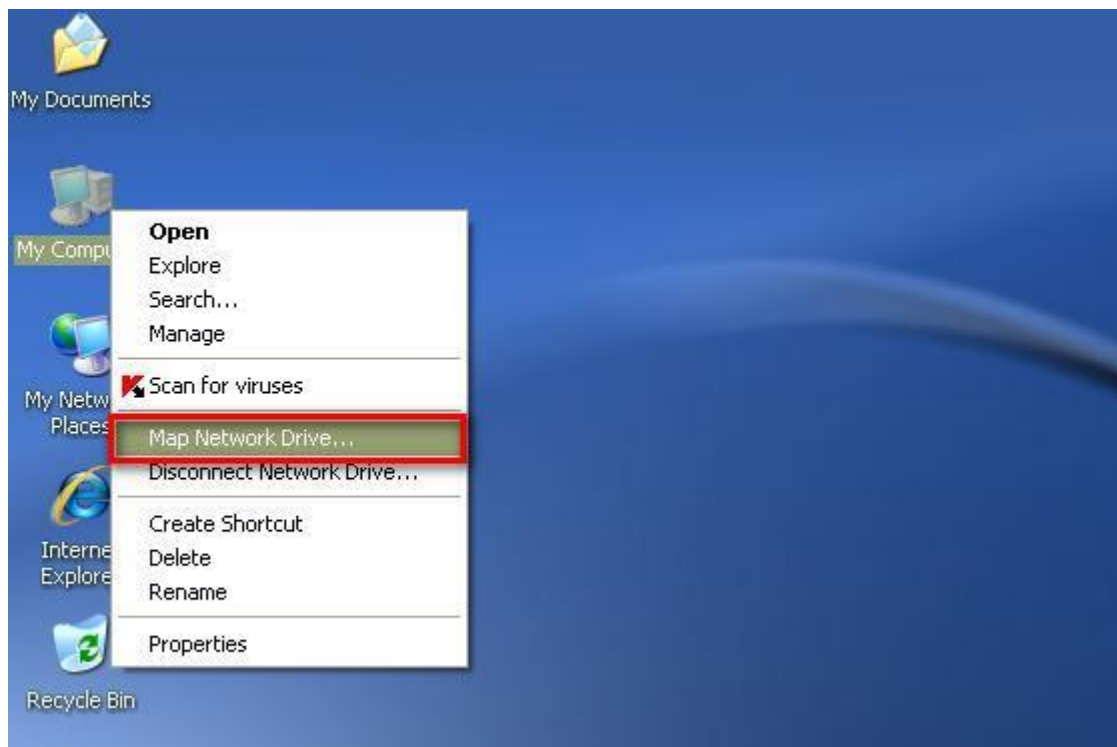 My Documents
My Compu
My Netw
Places
Interne
Explore
Recycle Bin
Open
Explore
Search...
Manage
Scan for viruses
Map Network Drive...
Disconnect Network Drive...
Create Shortcut
Delete
Rename
Properties